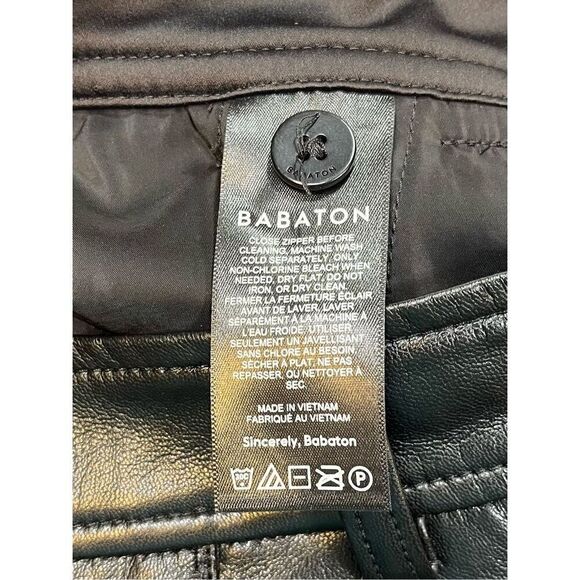 BABATON
BABATON
CLOSE ZIPPER BEFORE
CLEANING, MACHINE WASH
COLD SEPARATELY. ONLY
NON-CHLORINE BLEACH WHEN
NEEDED, DRY FLAT, DO NOT
IRON, OR DRY CLEAN.
FERMER LA FERMETURE ÉCLAIR
AVANT DE LAVER, LAVER
SÉPARÉMENT À LA MACHINE À
L'EAU FROIDE, UTILISER
SEULEMENT UN JAVELLISANT
SANS CHLORE AU BESOIN
SÉCHER À PLAT, NE PAS
REPASSER, OU NETTOYER À
SEC.
MADE IN VIETNAM
FABRIQUÉ AU VIETNAM
Sincerely, Babaton
P